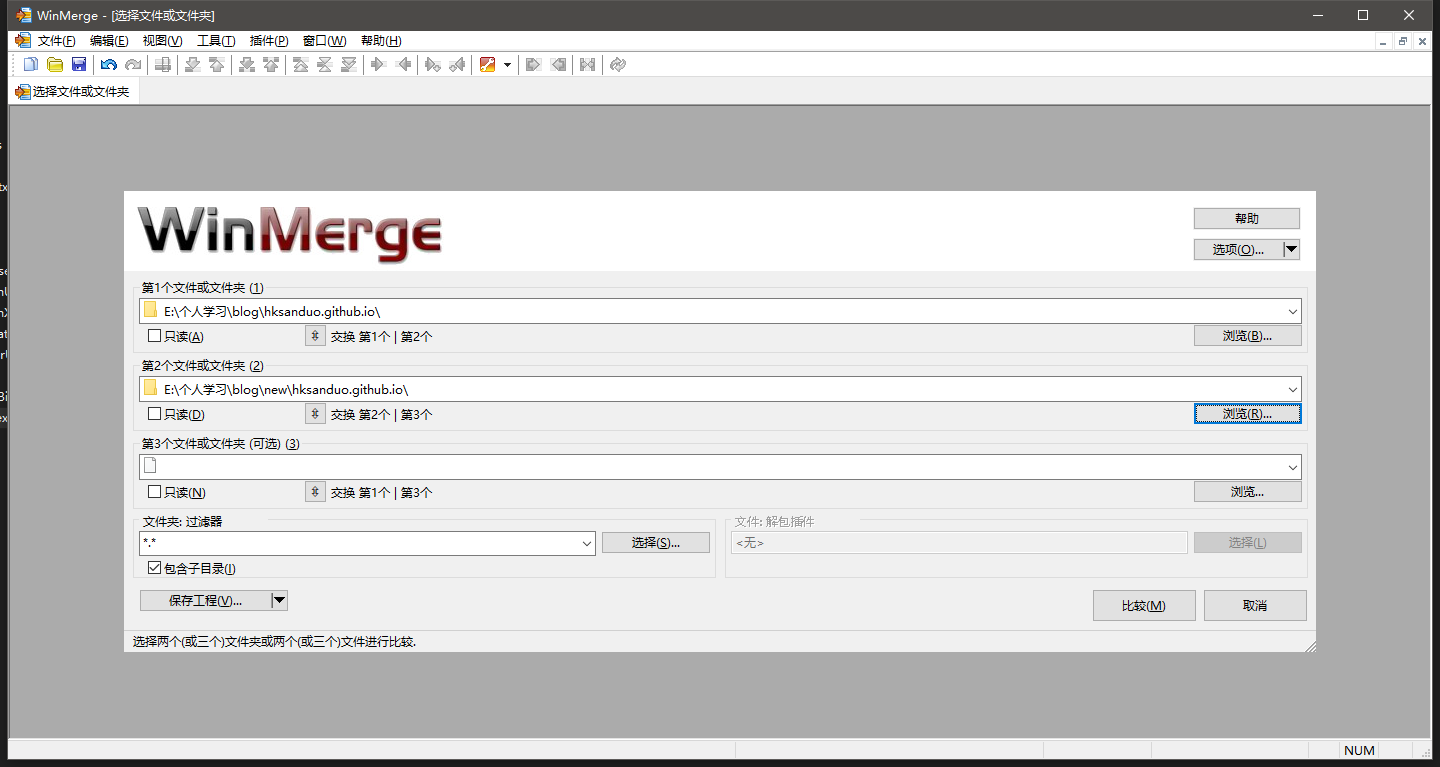 WinMerge - [选择文件或文件夹]
文件(F) 编辑(E) 视图(V) 工具(T) 插件(P) 窗口(W) 帮助(H)
选择文件或文件夹
WinMerge
帮助
选项(O)...
第1个文件或文件夹 (1)
E:\个人学习\blog\hksanduo.github.io\
只读(A) 交换 第1个 | 第2个 浏览(B)...
第2个文件或文件夹 (2)
E:\个人学习\blog\new\hksanduo.github.io\
只读(D) 交换 第2个 | 第3个 浏览(R)...
第3个文件或文件夹 (可选) (3)
只读(N) 交换 第1个 | 第3个 浏览...
文件夹: 过滤器 文件: 解包插件
*.* 选择(S)... <无> 选择(L)
包含子目录(I)
保存工程(V)... 比较(M) 取消
选择两个(或三个)文件夹或两个(或三个)文件进行比较.
NUM